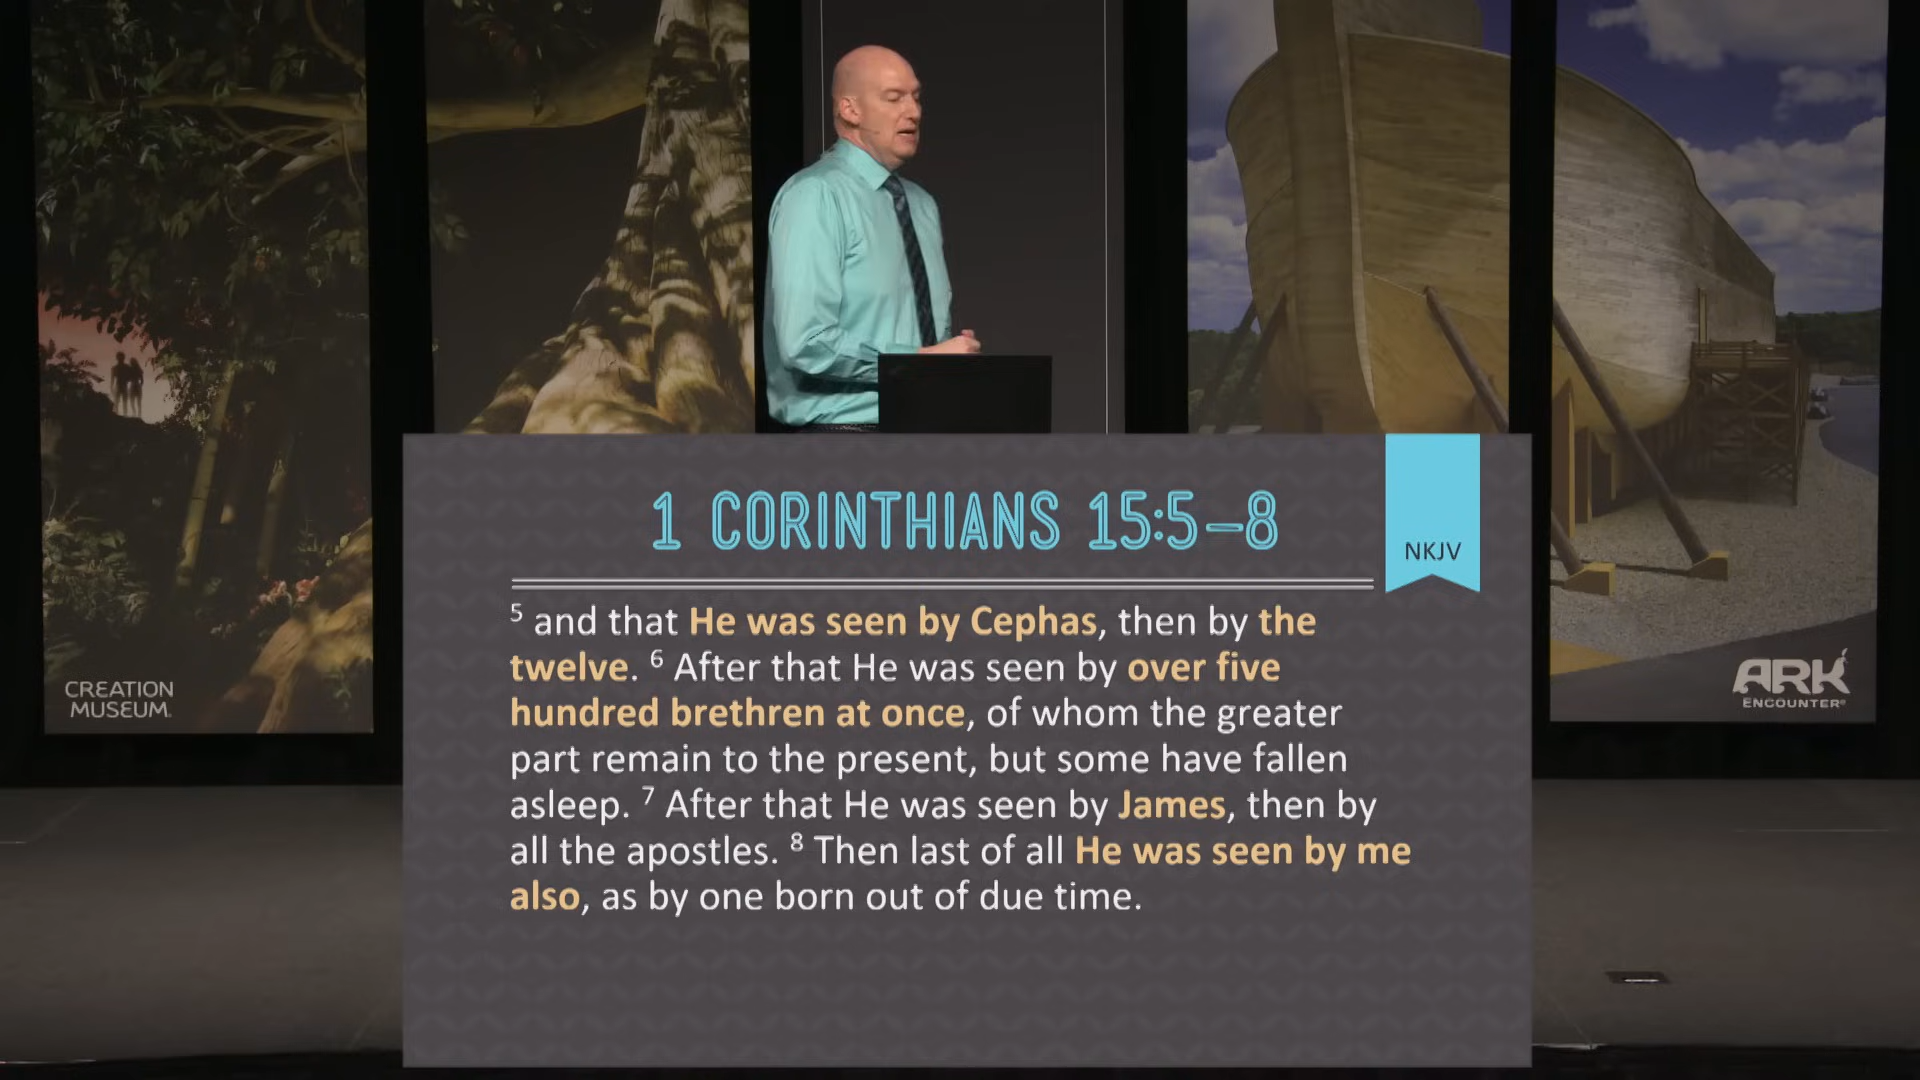 1 CORINTHIANS 15:5–8
NKJV
5 and that He was seen by Cephas, then by the
twelve. 6 After that He was seen by over five
hundred brethren at once, of whom the greater
part remain to the present, but some have fallen
asleep. 7 After that He was seen by James, then by
all the apostles. 8 Then last of all He was seen by me
also, as by one born out of due time.
CREATION
MUSEUM
ARK
ENCOUNTER